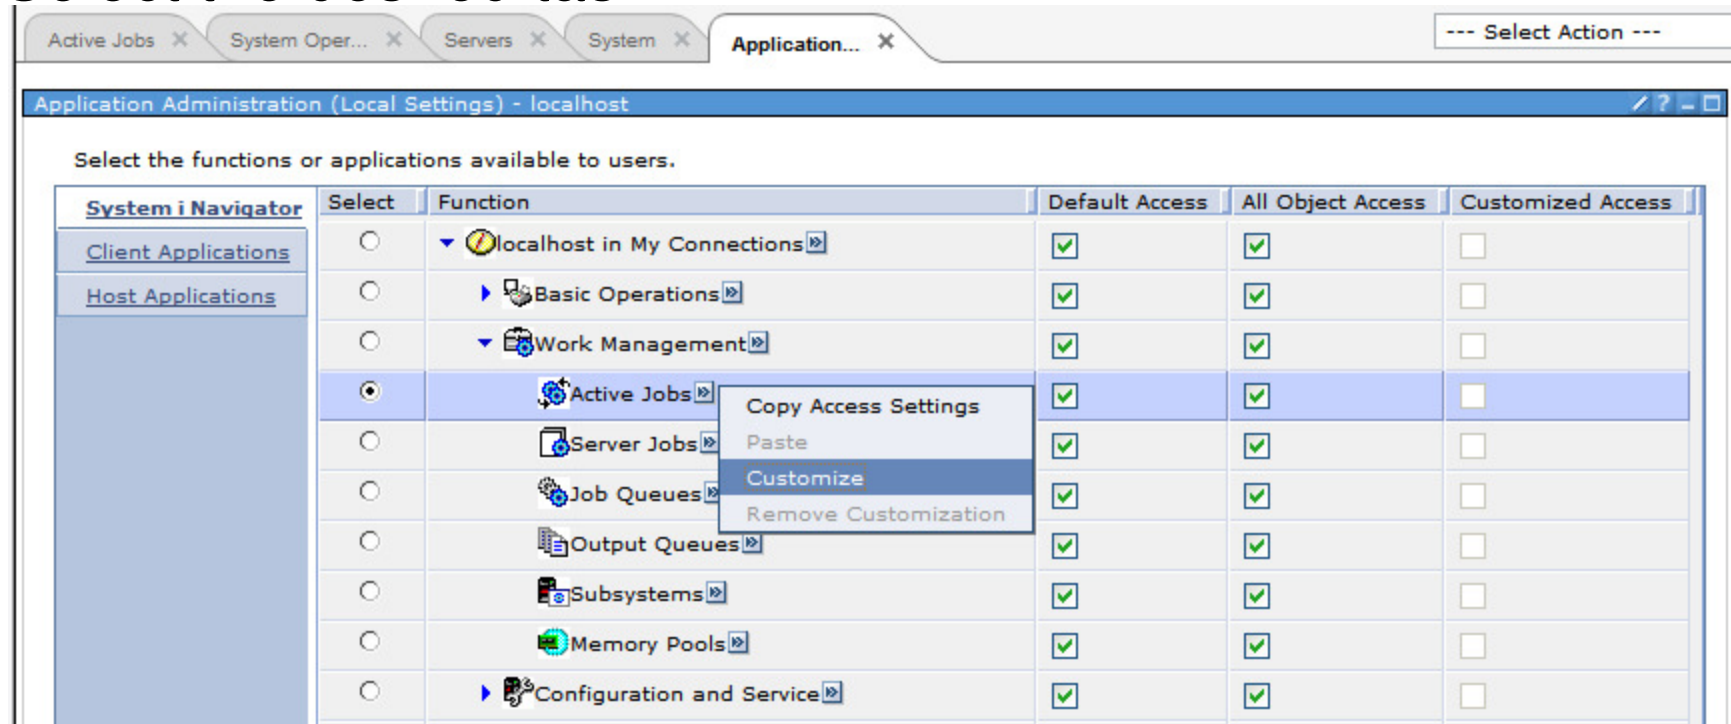 Active Jobs System Oper... Servers System Application... --- Select Action ---
Application Administration (Local Settings) - localhost
Select the functions or applications available to users.
System i Navigator
Client Applications
Host Applications
Select Function Default Access All Object Access Customized Access
localhost in My Connections
Basic Operations
Work Management
Active Jobs
Server Jobs
Job Queues
Output Queues
Subsystems
Memory Pools
Configuration and Service
Copy Access Settings
Paste
Customize
Remove Customization